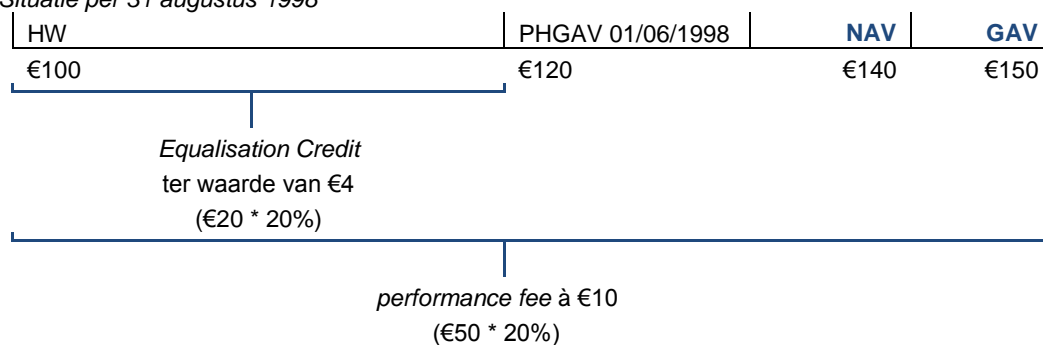 Situatie per 31 augustus 1998
HW PHGAV 01/06/1998 NAV GAV
€100 €120 €140 €150
Equalisation Credit
ter waarde van €4
(€20 * 20%)
performance fee à €10
(€50 * 20%)